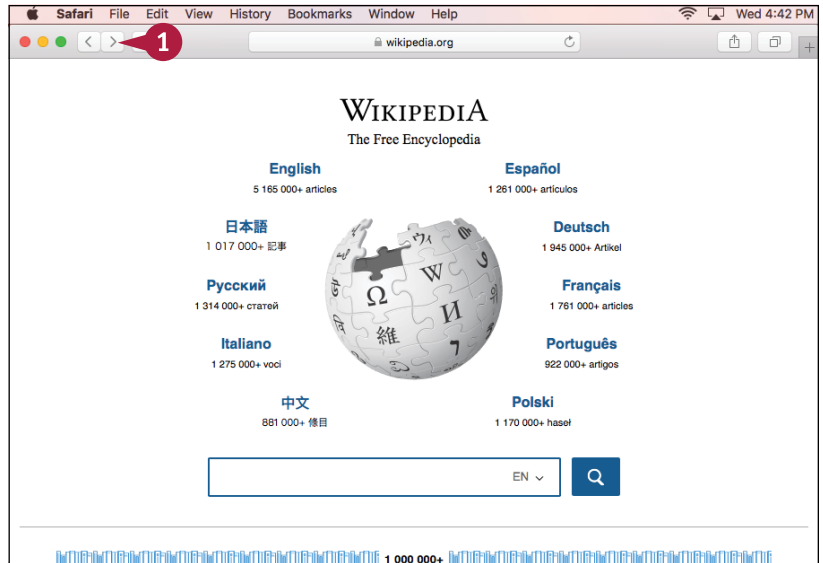 Safari File Edit View History Bookmarks Window Help Wed 4:42 PM
1
wikipedia.org
WIKIPEDIA
The Free Encyclopedia
English Español
5 165 000+ articles 1 261 000+ artículos
日本語 Deutsch
1 017 000+ 記事 1 945 000+ Artikel
Русский Français
1 314 000+ статей 1 761 000+ articles
Italiano Português
1 275 000+ voci 922 000+ artigos
中文 Polski
881 000+ 條目 1 170 000+ haseł
Ω W И 維 ウィ 7
EN
1 000 000+